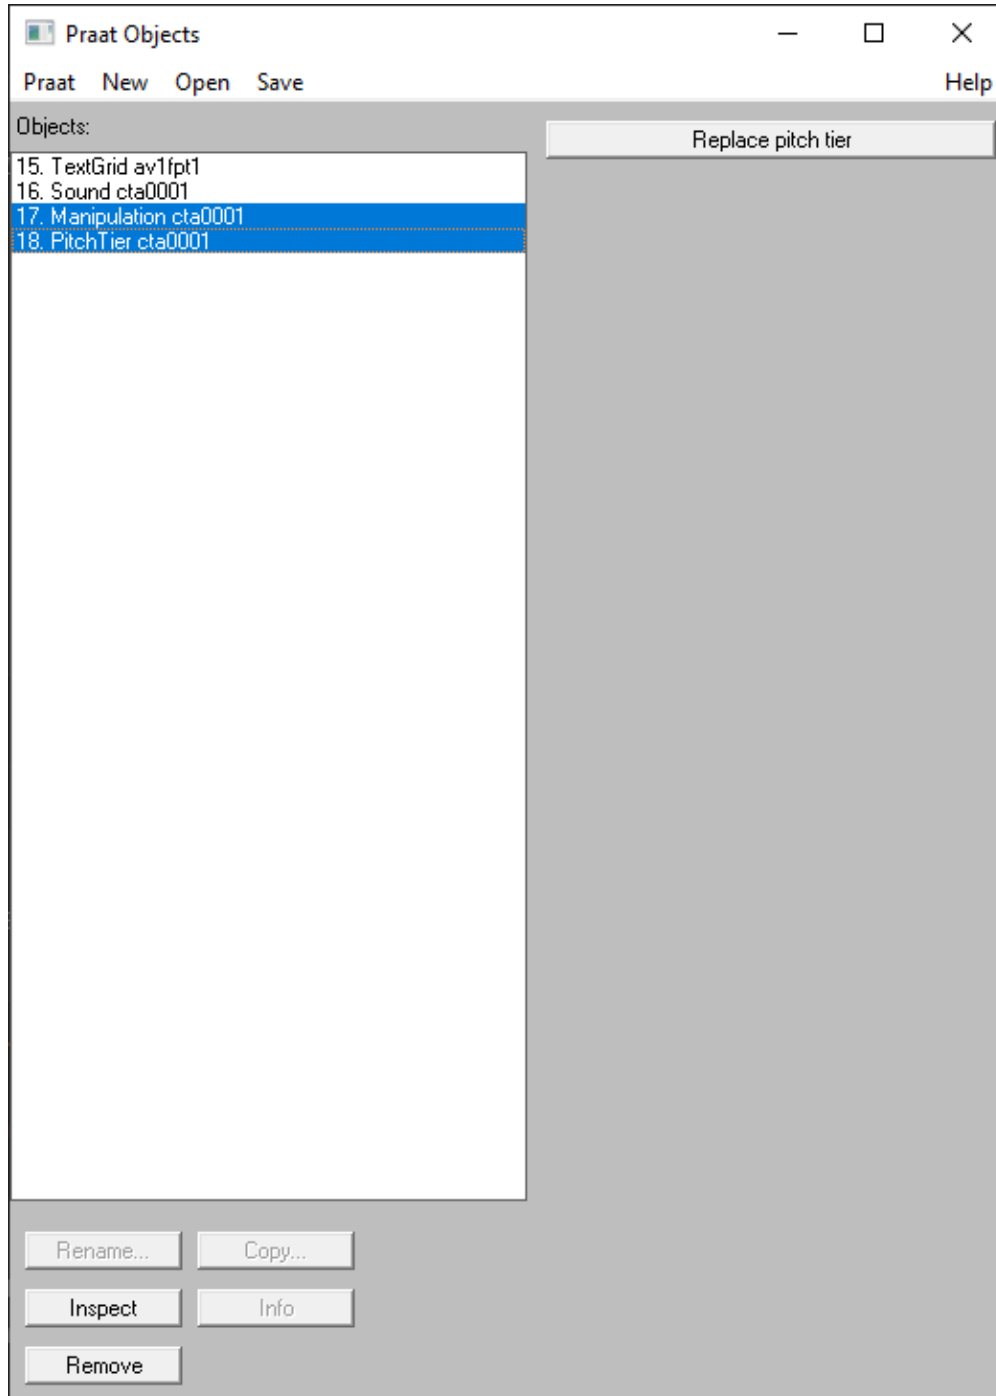 Praat Objects
Praat New Open Save Help
Objects:
Replace pitch tier
15. TextGrid av1fpt1
16. Sound cta0001
17. Manipulation cta0001
18. PitchTier cta0001
Rename... Copy...
Inspect Info
Remove